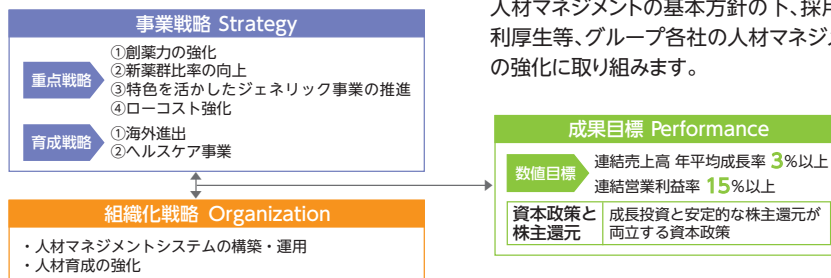 事業戦略 Strategy
重点戦略
①創薬力の強化
②新薬群比率の向上
③特色を活かしたジェネリック事業の推進
④ローコスト強化
育成戦略
①海外進出
②ヘルスケア事業
組織化戦略 Organization
・人材マネジメントシステムの構築・運用
・人材育成の強化
人材マネジメントの基本方針の下、採用
利厚生等、グループ各社の人材マネジメ
の強化に取り組みます。
成果目標 Performance
数値目標
連結売上高 年平均成長率 3%以上
連結営業利益率 15%以上
資本政策と
株主還元
成長投資と安定的な株主還元が
両立する資本政策